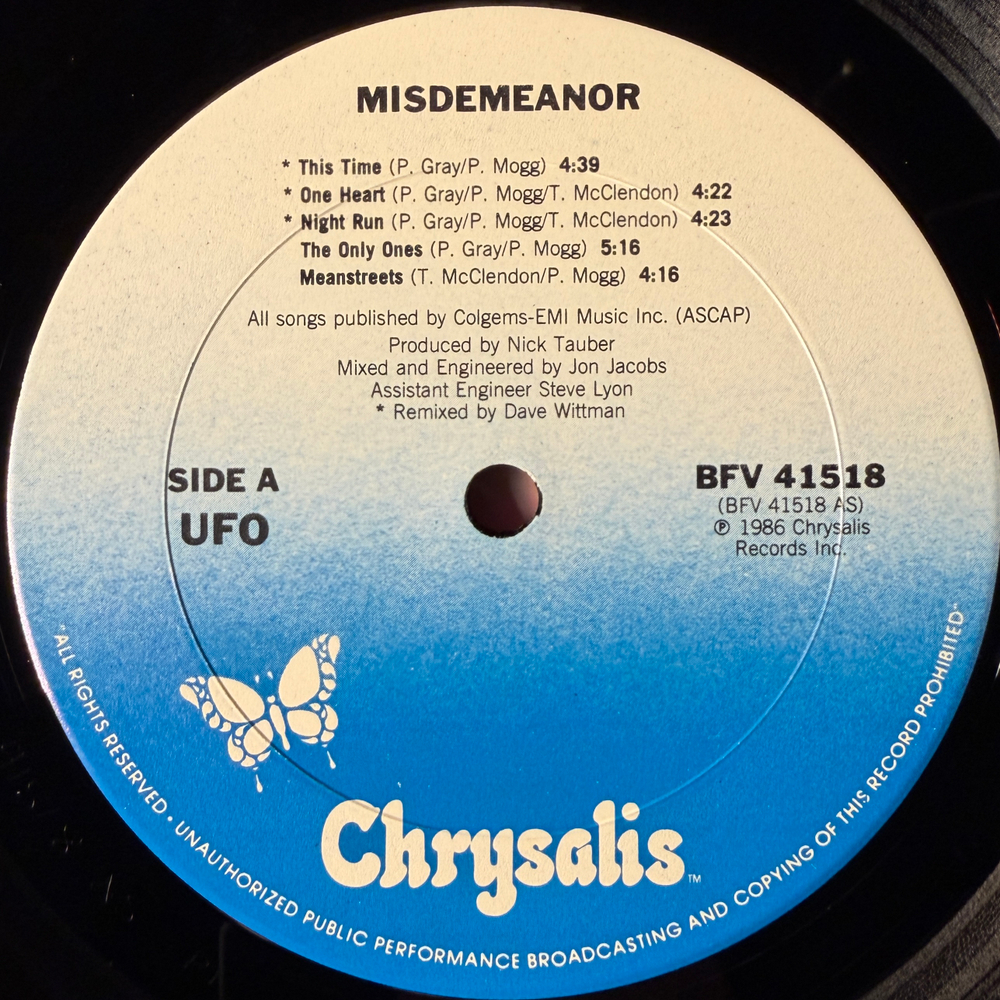 MISDEMEANOR
* This Time (P. Gray/P. Mogg) 4:39
* One Heart (P. Gray/P. Mogg/T. McClendon) 4:22
* Night Run (P. Gray/P. Mogg/T. McClendon) 4:23
The Only Ones (P. Gray/P. Mogg) 5:16
Meanstreets (T. McClendon/P. Mogg) 4:16
All songs published by Colgems-EMI Music Inc. (ASCAP)
Produced by Nick Tauber
Mixed and Engineered by Jon Jacobs
Assistant Engineer Steve Lyon
* Remixed by Dave Wittman
SIDE A
UFO
BFV 41518
(BFV 41518 AS)
℗ 1986 Chrysalis
Records Inc.
Chrysalis™
"ALL RIGHTS RESERVED • UNAUTHORIZED PUBLIC PERFORMANCE BROADCASTING AND COPYING OF THIS RECORD PROHIBITED"